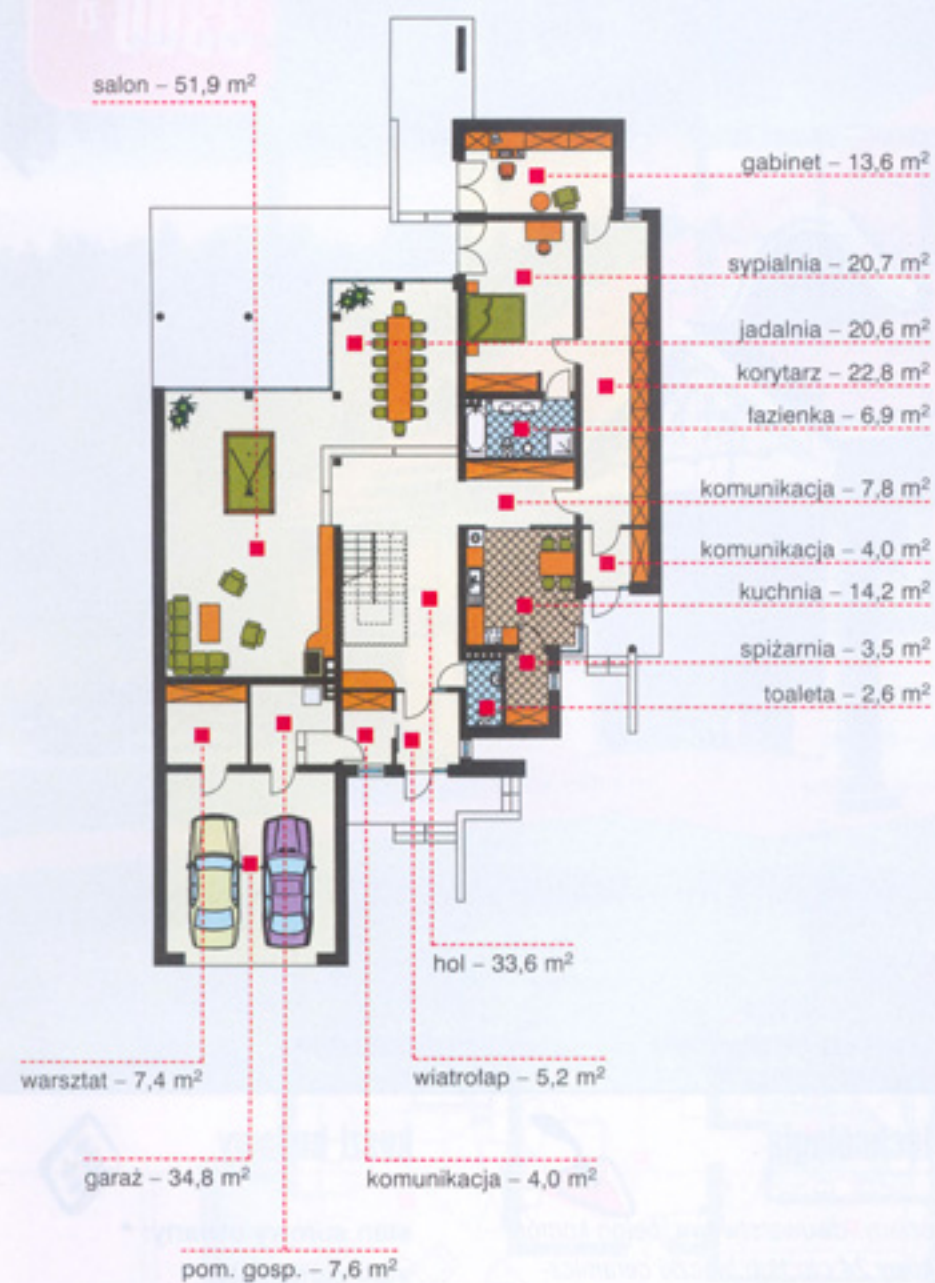 salon – 51,9 m²
gabinet – 13,6 m²
sypialnia – 20,7 m²
jadalnia – 20,6 m²
korytarz – 22,8 m²
łazienka – 6,9 m²
komunikacja – 7,8 m²
komunikacja – 4,0 m²
kuchnia – 14,2 m²
spiżarnia – 3,5 m²
toaleta – 2,6 m²
hol – 33,6 m²
warsztat – 7,4 m²
wiatrołap – 5,2 m²
garaż – 34,8 m²
komunikacja – 4,0 m²
pom. gosp. – 7,6 m²